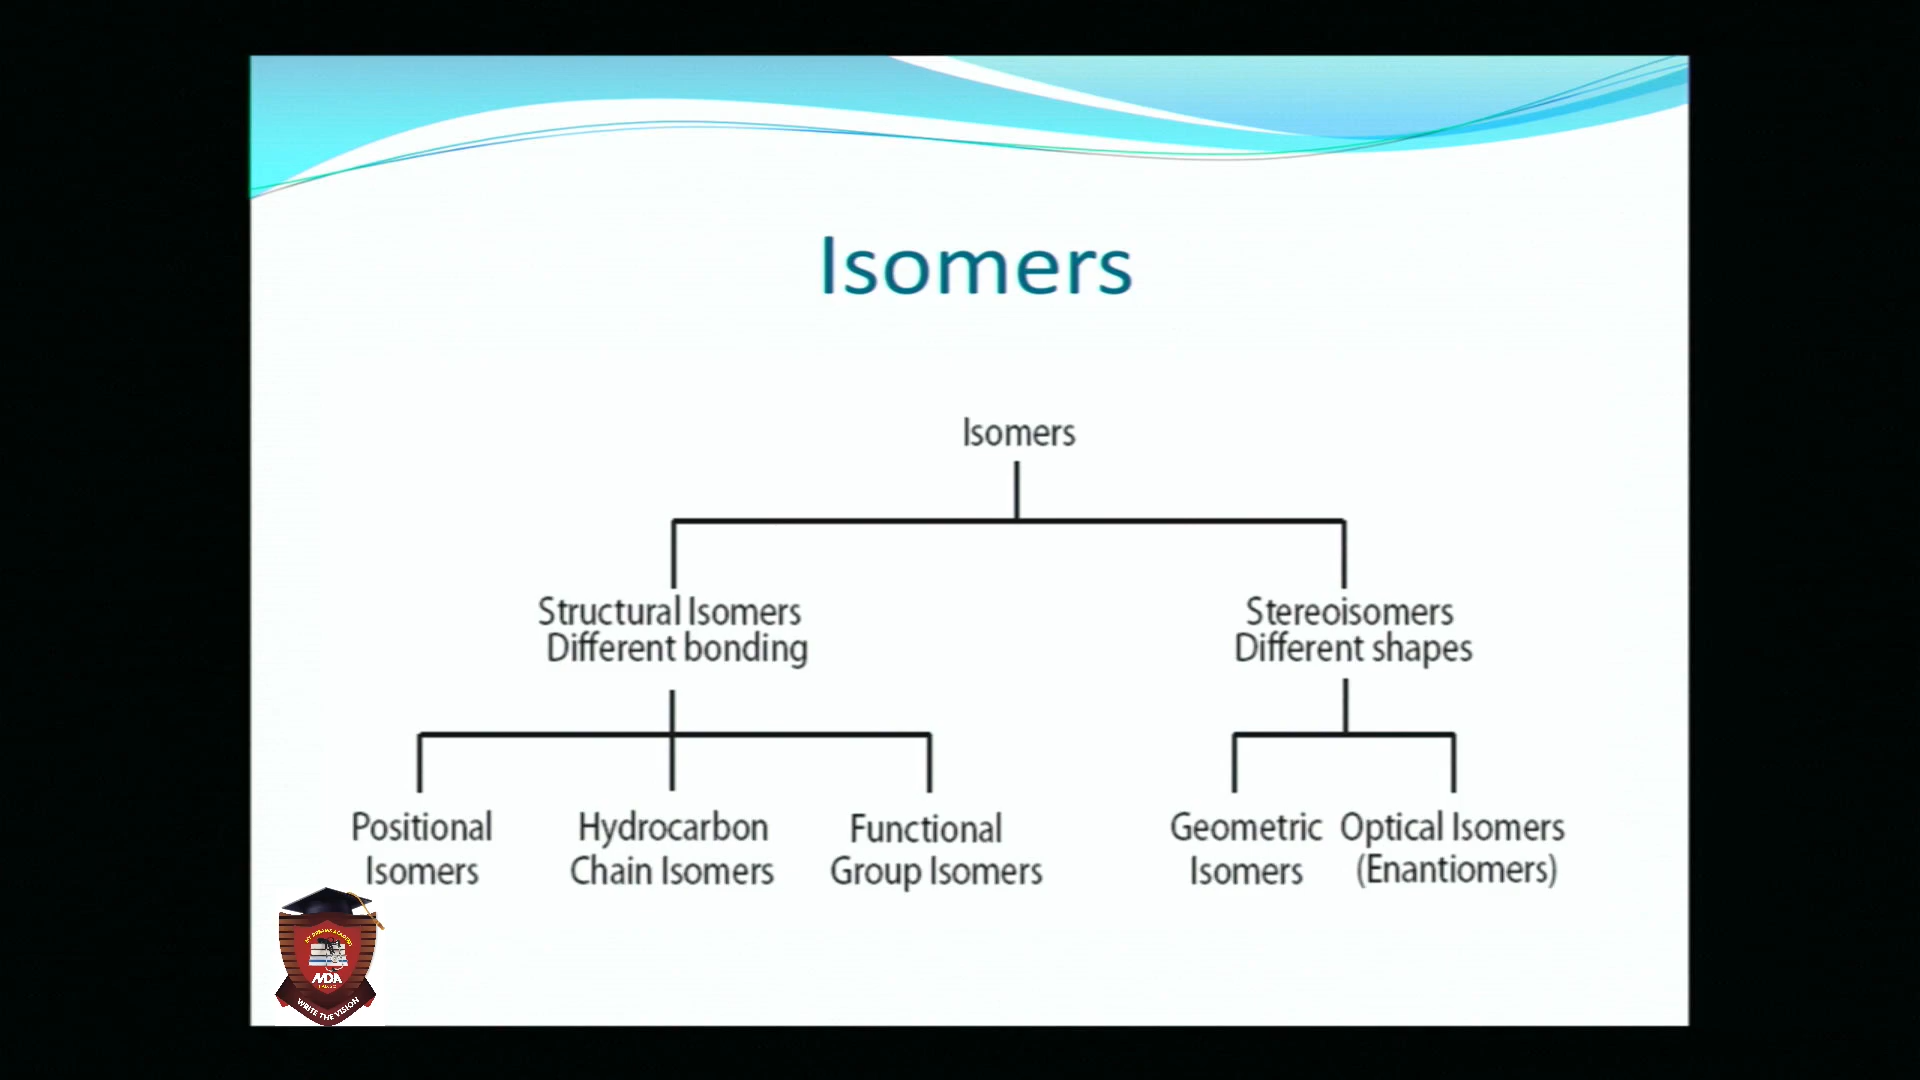 Isomers
Isomers
Structural Isomers
Different bonding
Stereoisomers
Different shapes
Positional
Isomers
Hydrocarbon
Chain Isomers
Functional
Group Isomers
Geometric
Isomers
Optical Isomers
(Enantiomers)
MDA
WRITE THE VISION